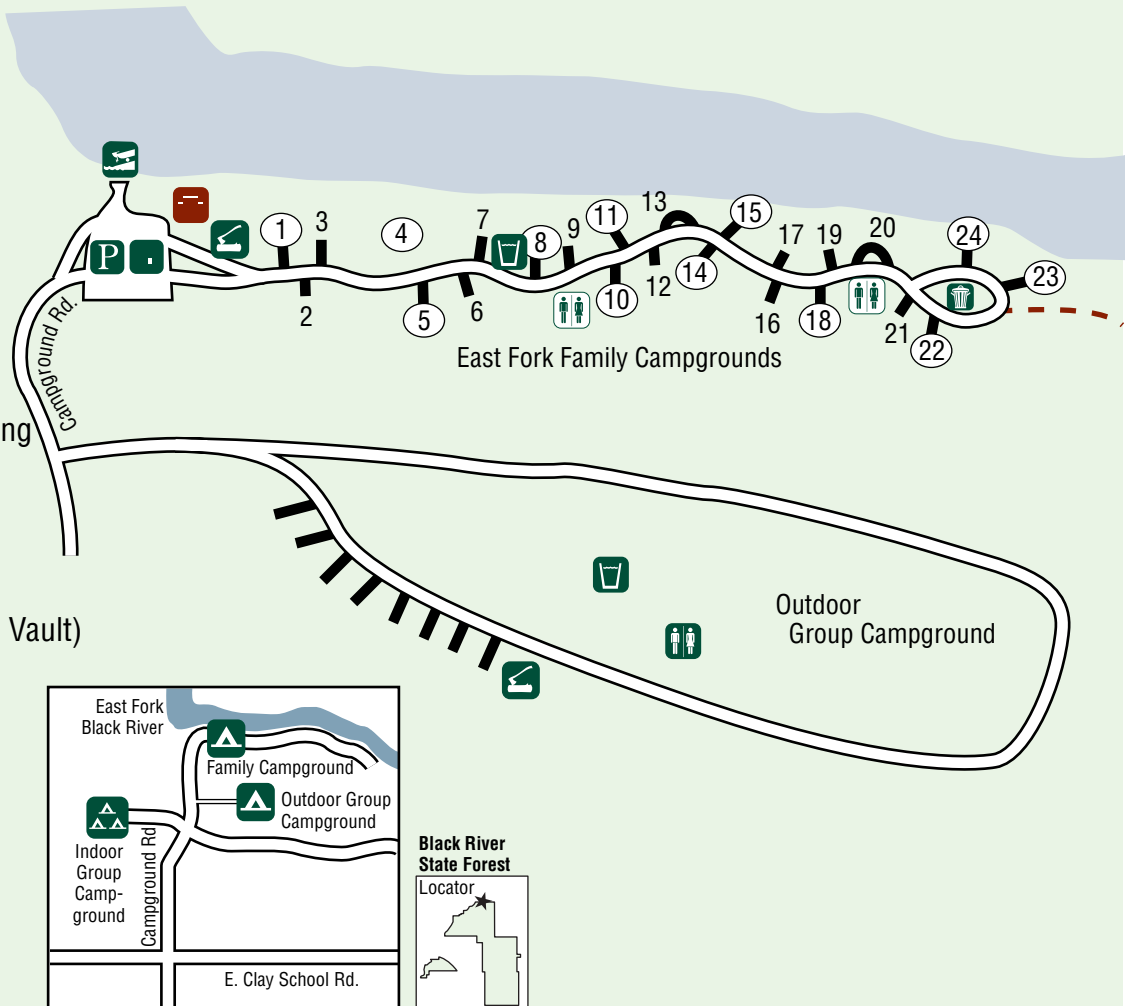 P
1
3
4
7
8
9
11
13
15
17
19
20
24
23
2
5
6
10
12
14
16
18
21
22
East Fork Family Campgrounds
Campground Rd.
ng
Vault)
Outdoor
Group Campground
East Fork
Black River
Family Campground
Outdoor Group
Campground
Indoor
Group
Camp-
ground
Campground Rd
E. Clay School Rd.
Black River
State Forest
Locator